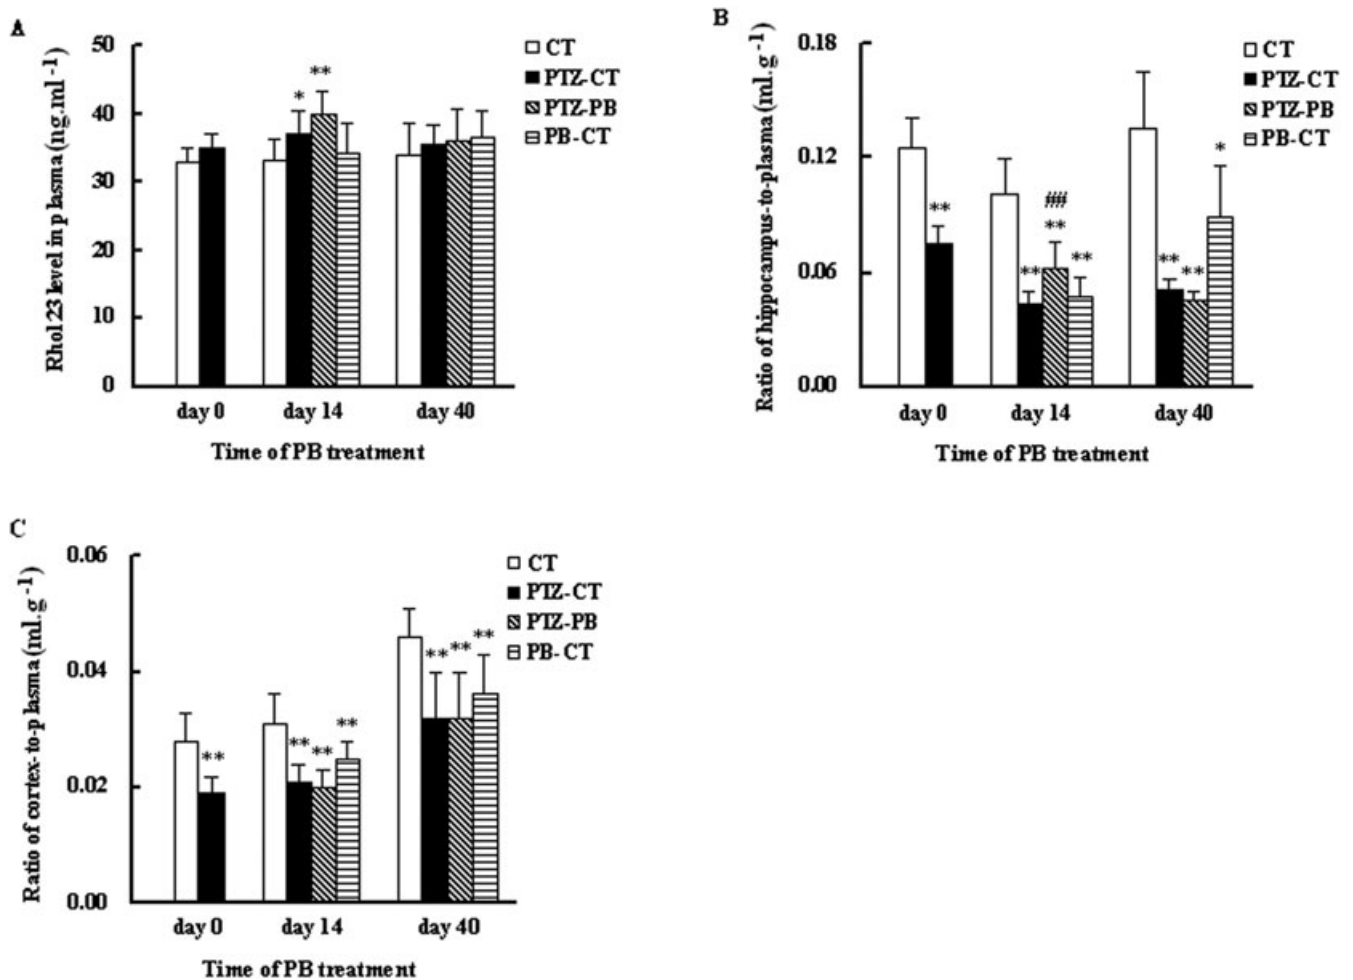 A
Rho123 level in plasma (ng.ml -1)
50
40
30
20
10
0
* **
CT
PTZ-CT
PTZ-PB
PB-CT
day 0 day 14 day 40
Time of PB treatment
B
Ratio of hippocampus-to-plasma (ml.g -1)
0.18
0.12
0.06
0.00
** ** ## ** ** ** ** *
CT
PTZ-CT
PTZ-PB
PB-CT
day 0 day 14 day 40
Time of PB treatment
C
Ratio of cortex-to-plasma (ml.g -1)
0.06
0.04
0.02
0.00
** ** ** ** ** ** **
CT
PTZ-CT
PTZ-PB
PB-CT
day 0 day 14 day 40
Time of PB treatment